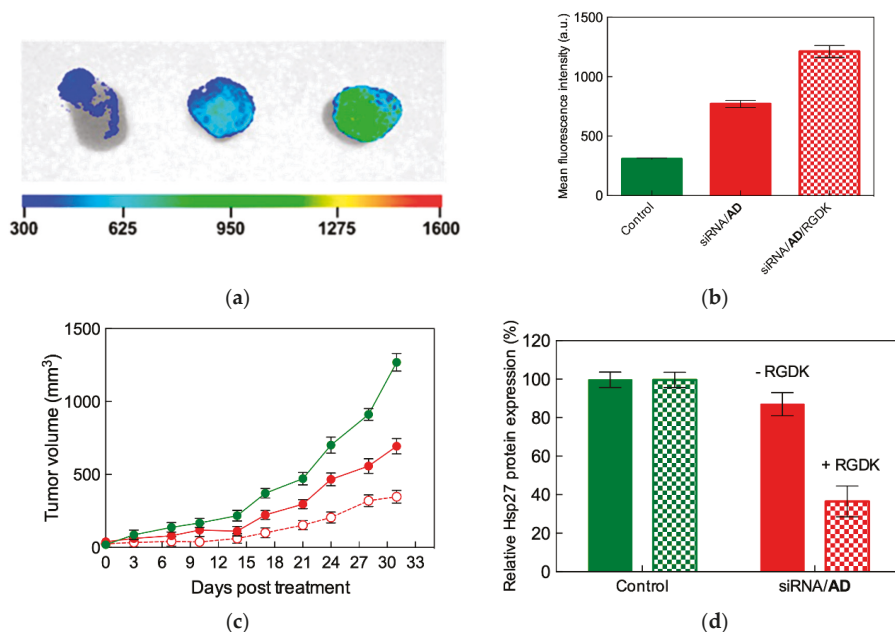 300 625 950 1275 1600
(a)
Mean fluorescence intensity (a.u.)
1500
1000
500
0
Control
siRNA/AD
siRNA/AD/RGDK
(b)
Tumor volume (mm³)
1500
1000
500
0
0 3 6 9 12 15 18 21 24 27 30 33
Days post treatment
(c)
Relative Hsp27 protein expression (%)
120
100
80
60
40
20
0
- RGDK
+ RGDK
Control siRNA/AD
(d)